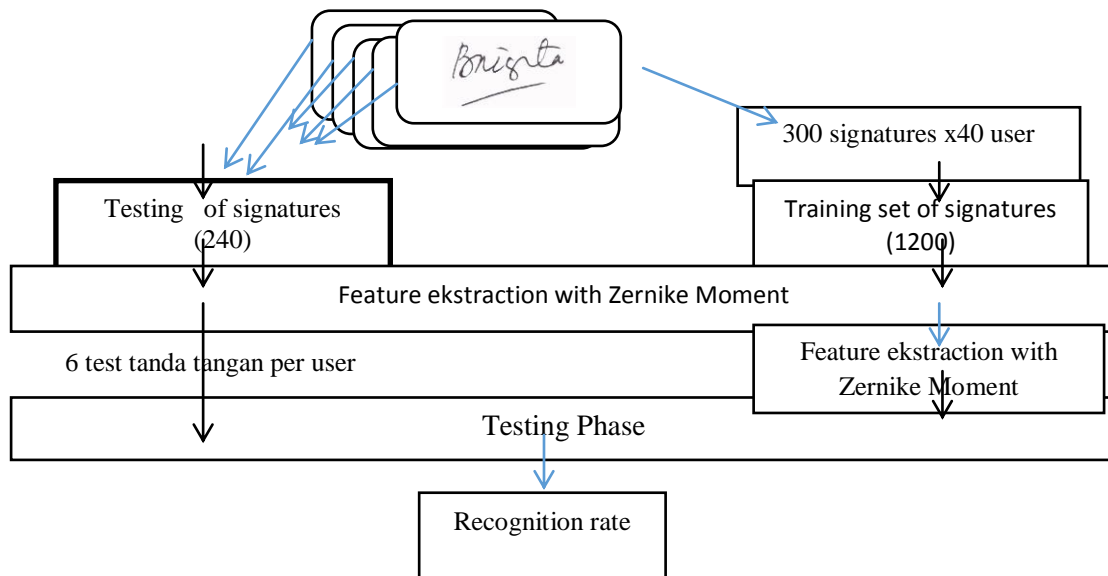 Brigita
300 signatures x40 user
Testing of signatures
(240)
Training set of signatures
(1200)
Feature ekstraction with Zernike Moment
6 test tanda tangan per user
Feature ekstraction with
Zernike Moment
Testing Phase
Recognition rate